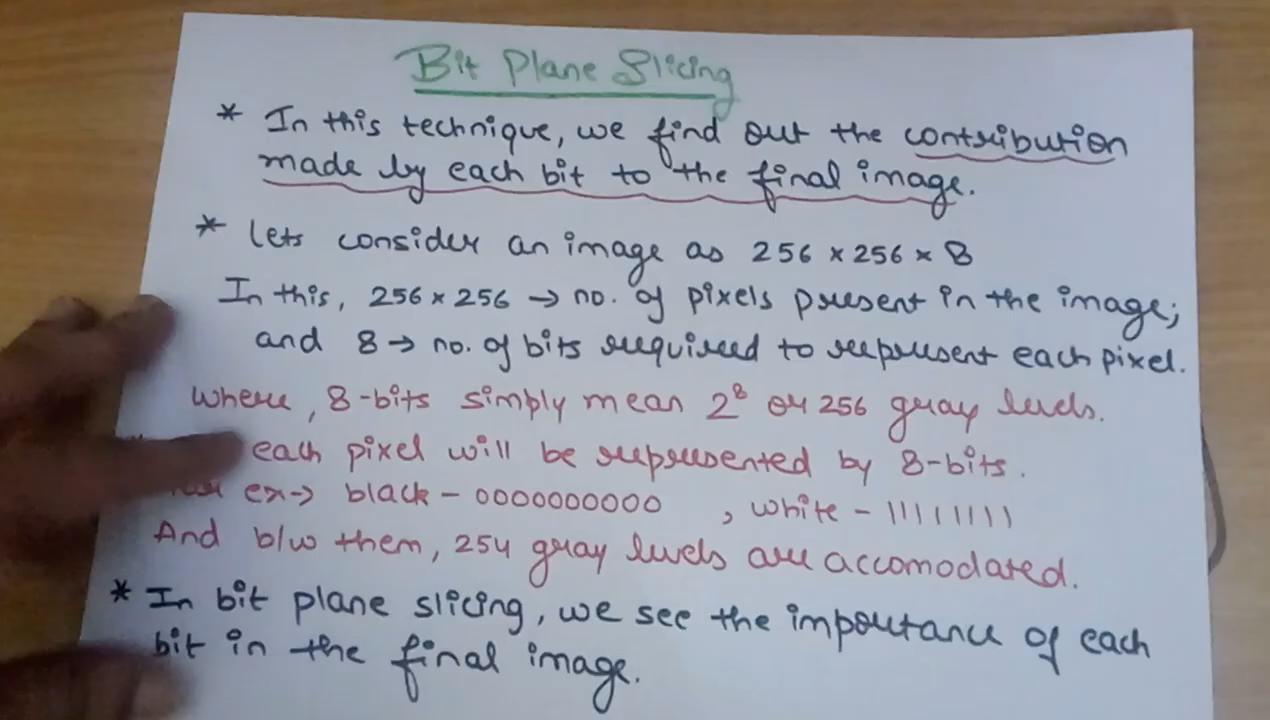 Bit Plane Slicing
* In this technique, we find out the contribution
made by each bit to the final image.
* lets consider an image as 256 x 256 x 8
In this, 256 x 256 → no. of pixels present in the image;
and 8 → no. of bits required to represent each pixel.
where, 8-bits simply mean 2⁸ or 256 gray levels.
each pixel will be represented by 8-bits.
ex→ black - 0000000000 , white - 111111111
And b/w them, 254 gray levels are accomodated.
* In bit plane slicing, we see the importance of each
bit in the final image.